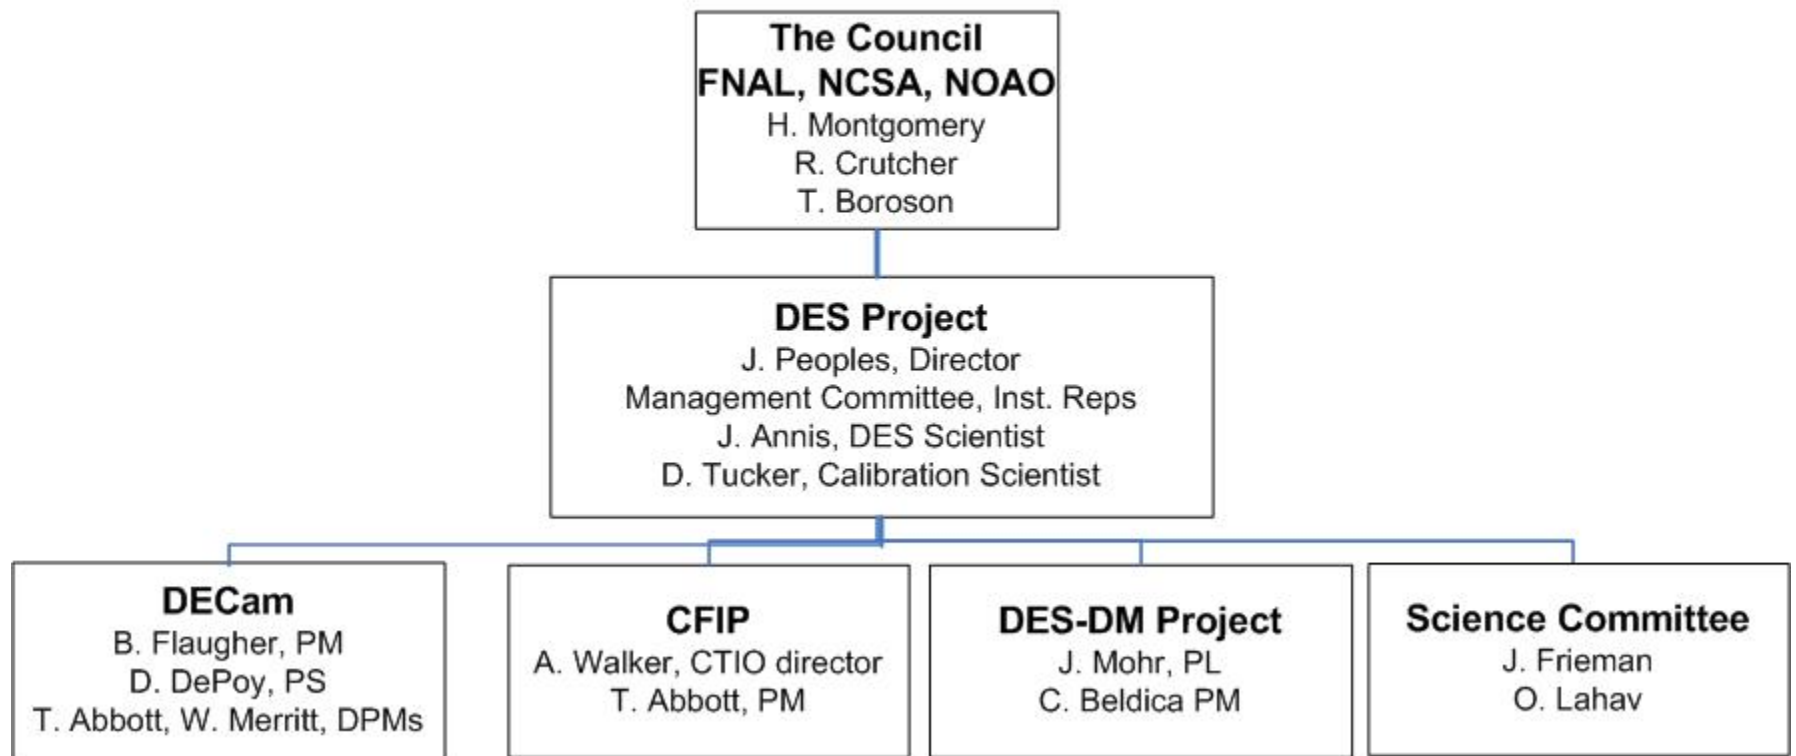 The Council
FNAL, NCSA, NOAO
H. Montgomery
R. Crutcher
T. Boroson
DES Project
J. Peoples, Director
Management Committee, Inst. Reps
J. Annis, DES Scientist
D. Tucker, Calibration Scientist
DECam
B. Flaugher, PM
D. DePoy, PS
T. Abbott, W. Merritt, DPMs
CFIP
A. Walker, CTIO director
T. Abbott, PM
DES-DM Project
J. Mohr, PL
C. Beldica PM
Science Committee
J. Frieman
O. Lahav